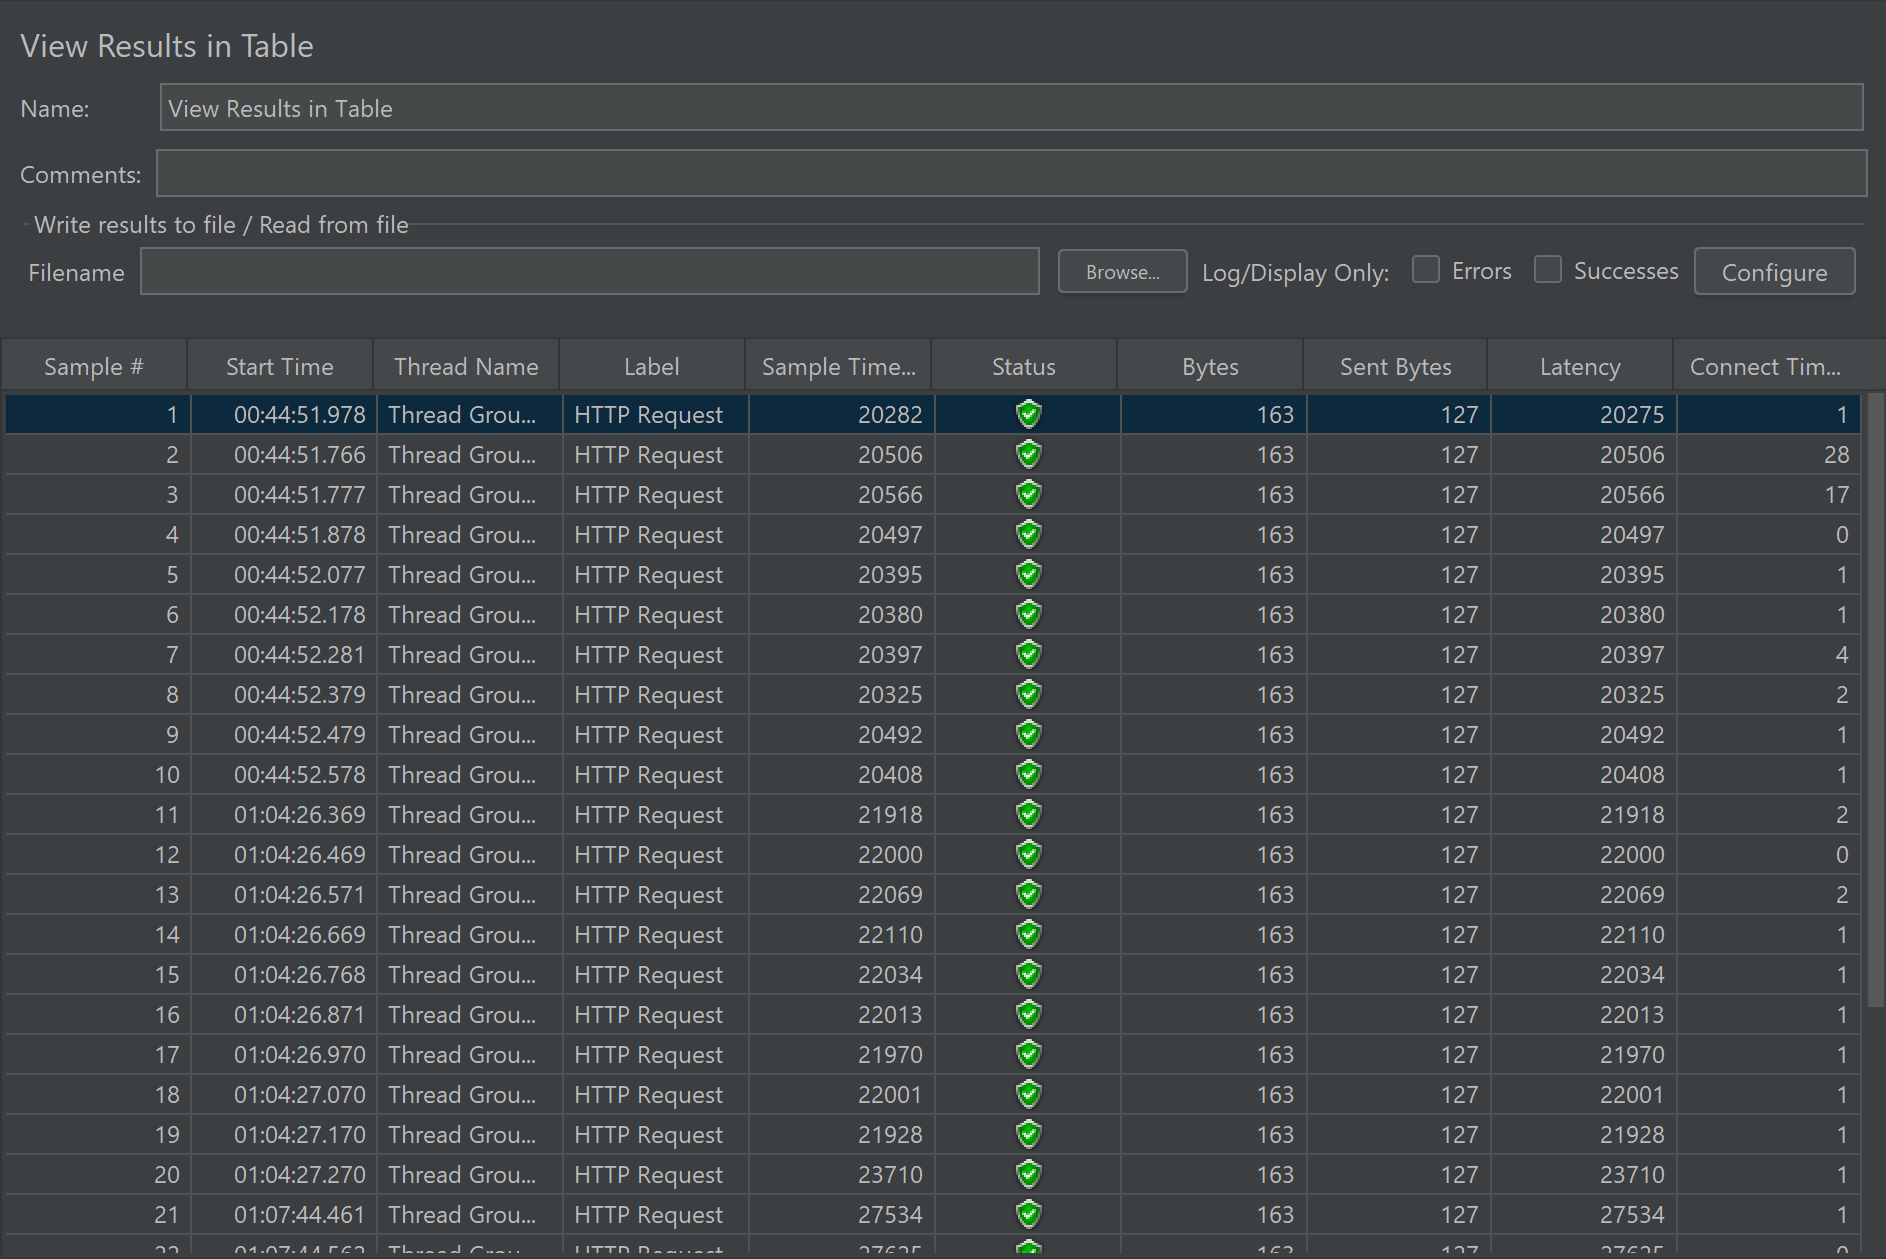 View Results in Table
Name: View Results in Table
Comments:
Write results to file / Read from file
Filename Browse... Log/Display Only: Errors Successes Configure
Sample # Start Time Thread Name Label Sample Time... Status Bytes Sent Bytes Latency Connect Tim...
1 00:44:51.978 Thread Grou... HTTP Request 20282 163 127 20275 1
2 00:44:51.766 Thread Grou... HTTP Request 20506 163 127 20506 28
3 00:44:51.777 Thread Grou... HTTP Request 20566 163 127 20566 17
4 00:44:51.878 Thread Grou... HTTP Request 20497 163 127 20497 0
5 00:44:52.077 Thread Grou... HTTP Request 20395 163 127 20395 1
6 00:44:52.178 Thread Grou... HTTP Request 20380 163 127 20380 1
7 00:44:52.281 Thread Grou... HTTP Request 20397 163 127 20397 4
8 00:44:52.379 Thread Grou... HTTP Request 20325 163 127 20325 2
9 00:44:52.479 Thread Grou... HTTP Request 20492 163 127 20492 1
10 00:44:52.578 Thread Grou... HTTP Request 20408 163 127 20408 1
11 01:04:26.369 Thread Grou... HTTP Request 21918 163 127 21918 2
12 01:04:26.469 Thread Grou... HTTP Request 22000 163 127 22000 0
13 01:04:26.571 Thread Grou... HTTP Request 22069 163 127 22069 2
14 01:04:26.669 Thread Grou... HTTP Request 22110 163 127 22110 1
15 01:04:26.768 Thread Grou... HTTP Request 22034 163 127 22034 1
16 01:04:26.871 Thread Grou... HTTP Request 22013 163 127 22013 1
17 01:04:26.970 Thread Grou... HTTP Request 21970 163 127 21970 1
18 01:04:27.070 Thread Grou... HTTP Request 22001 163 127 22001 1
19 01:04:27.170 Thread Grou... HTTP Request 21928 163 127 21928 1
20 01:04:27.270 Thread Grou... HTTP Request 23710 163 127 23710 1
21 01:07:44.461 Thread Grou... HTTP Request 27534 163 127 27534 1